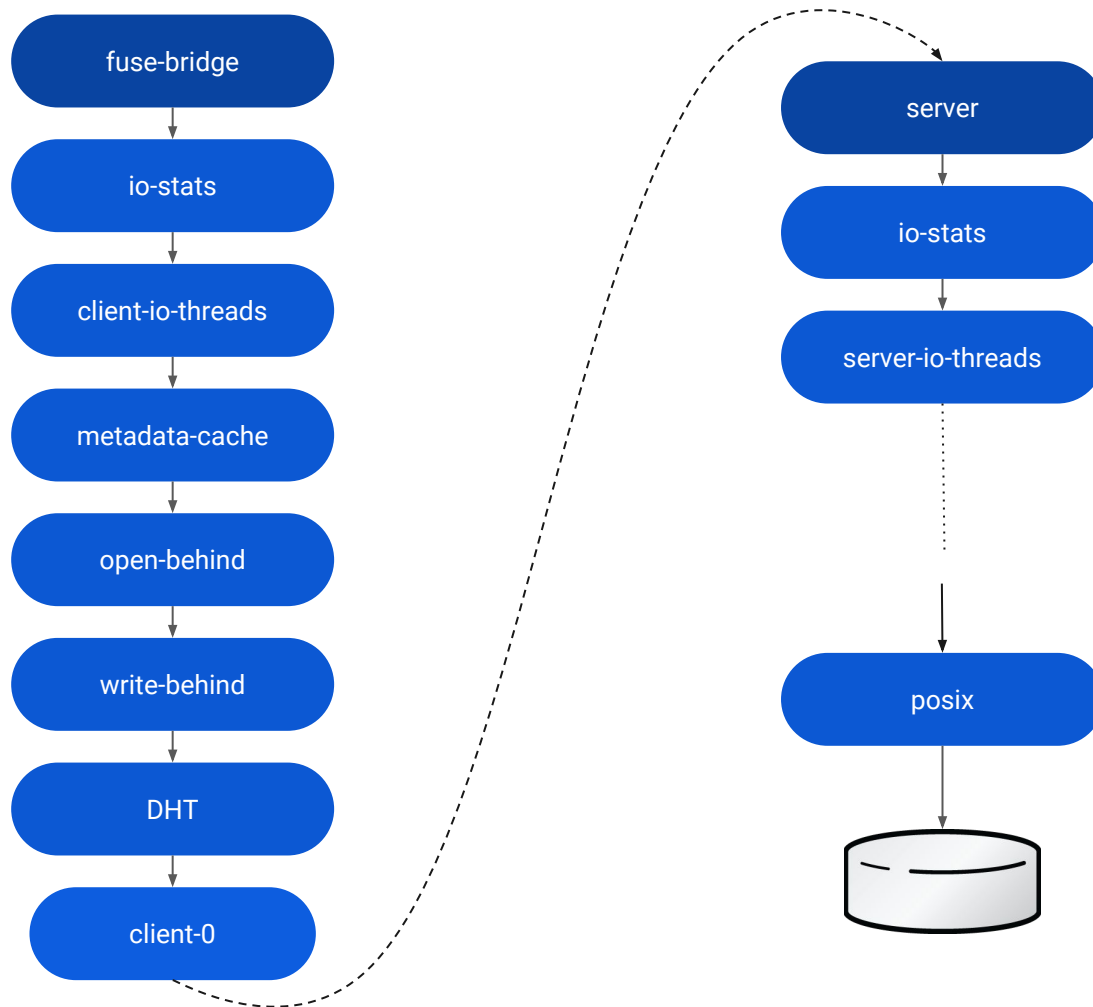 fuse-bridge
io-stats
client-io-threads
metadata-cache
open-behind
write-behind
DHT
client-0
server
io-stats
server-io-threads
posix